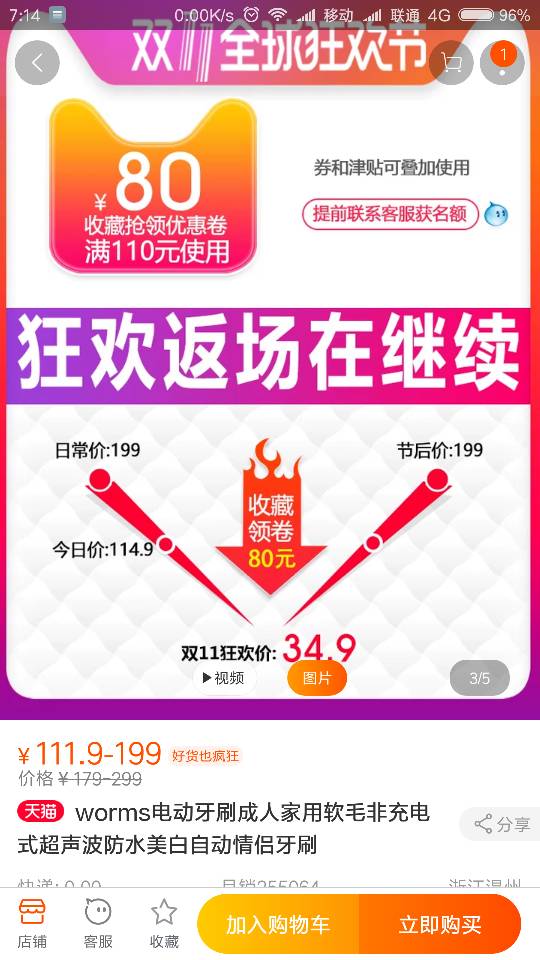 7:14 0.00K/s 移动 联通 4G 96%
双11全球狂欢节
1
¥80
收藏抢领优惠卷
满110元使用
券和津贴可叠加使用
提前联系客服获名额
狂欢返场在继续
日常价:199
节后价:199
收藏
领卷
80元
今日价:114.9
双11狂欢价:34.9
视频
图片
3/5
¥111.9-199 好货也疯狂
价格¥179-299
天猫 worms电动牙刷成人家用软毛非充电
式超声波防水美白自动情侣牙刷
分享
快递: 0.00 月销255064 浙江温州
店铺
客服
收藏
加入购物车
立即购买